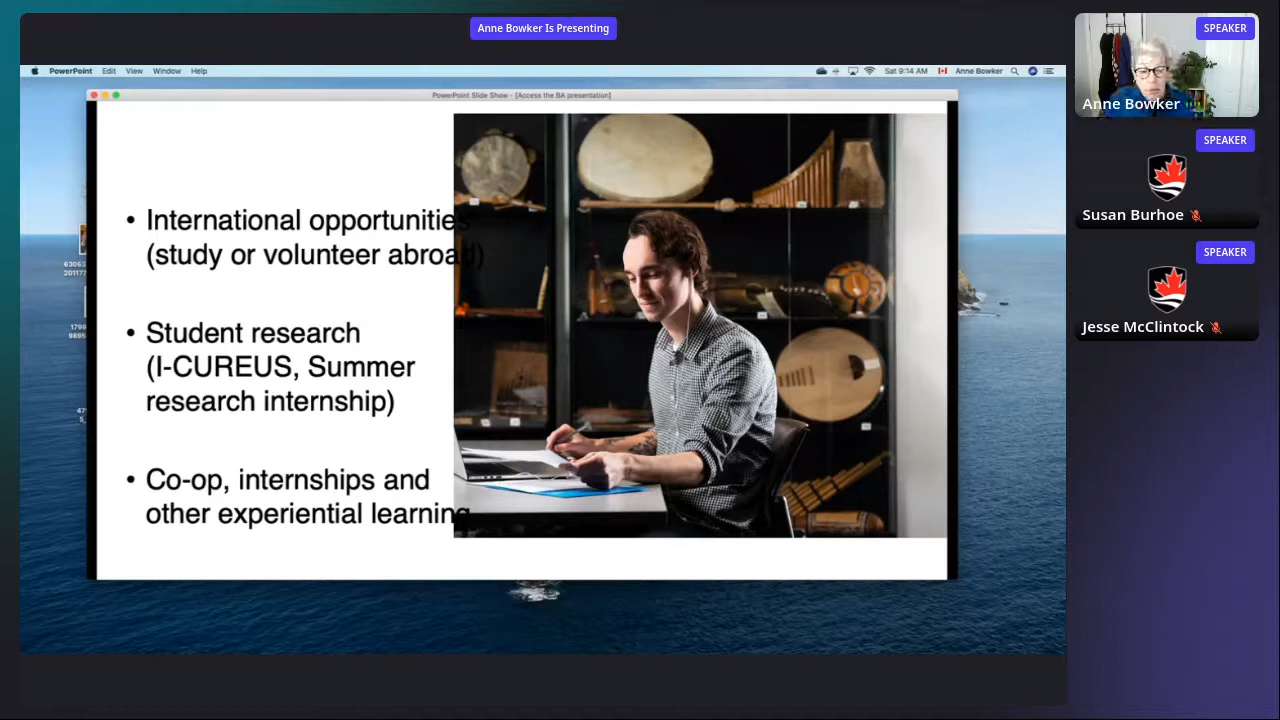 Anne Bowker Is Presenting
PowerPoint Edit View Window Help
Sat 9:14 AM Anne Bowker
PowerPoint Slide Show - [Access the BA presentation]
• International opportunities
(study or volunteer abroad)
• Student research
(I-CUREUS, Summer
research internship)
• Co-op, internships and
other experiential learning
SPEAKER
Anne Bowker
SPEAKER
Susan Burhoe
SPEAKER
Jesse McClintock